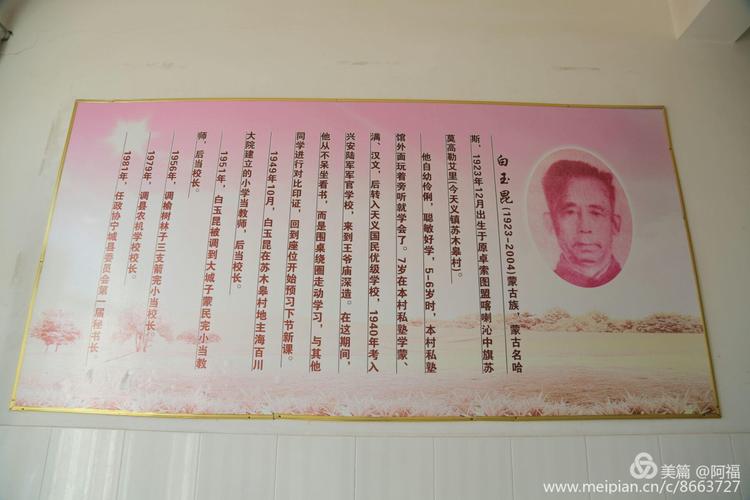 白玉昆(1923-2004)蒙古族，蒙古名哈
斯，1923年12月出生于原卓索图盟喀喇沁中旗苏
莫高勒艾里(今天义镇苏木皋村)。
他自幼伶俐，聪敏好学，5-6岁时，本村私塾
馆外面玩着旁听就学会了。7岁在本村私塾学蒙、
满、汉文，后转入天义国民优级学校，1940年考入
兴安陆军军官学校，来到王爷庙深造。在这期间，
他从不呆坐看书，而是围桌绕圈走动学习，与其他
同学进行对比印证，回到座位开始预习下节新课。
1949年10月，白玉昆在苏木皋村地主海百川
大院建立的小学当教师，后当校长。
1951年，白玉昆被调到大城子蒙民完小当教
师，后当校长。
1956年，调榆树林子三支箭完小当校长。
1979年，调县农机学校校长。
1981年，任政协宁城县委员会第一届秘书长
美篇 @阿福
www.meipian.cn/c/8663727